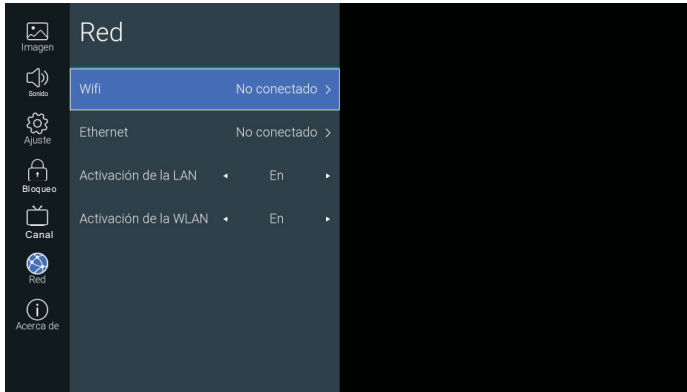 Red
Imagen
Sonido
Ajuste
Bloqueo
Canal
Red
Acerca de
Wifi No conectado >
Ethernet No conectado >
Activación de la LAN ◂ En ▸
Activación de la WLAN ◂ En ▸